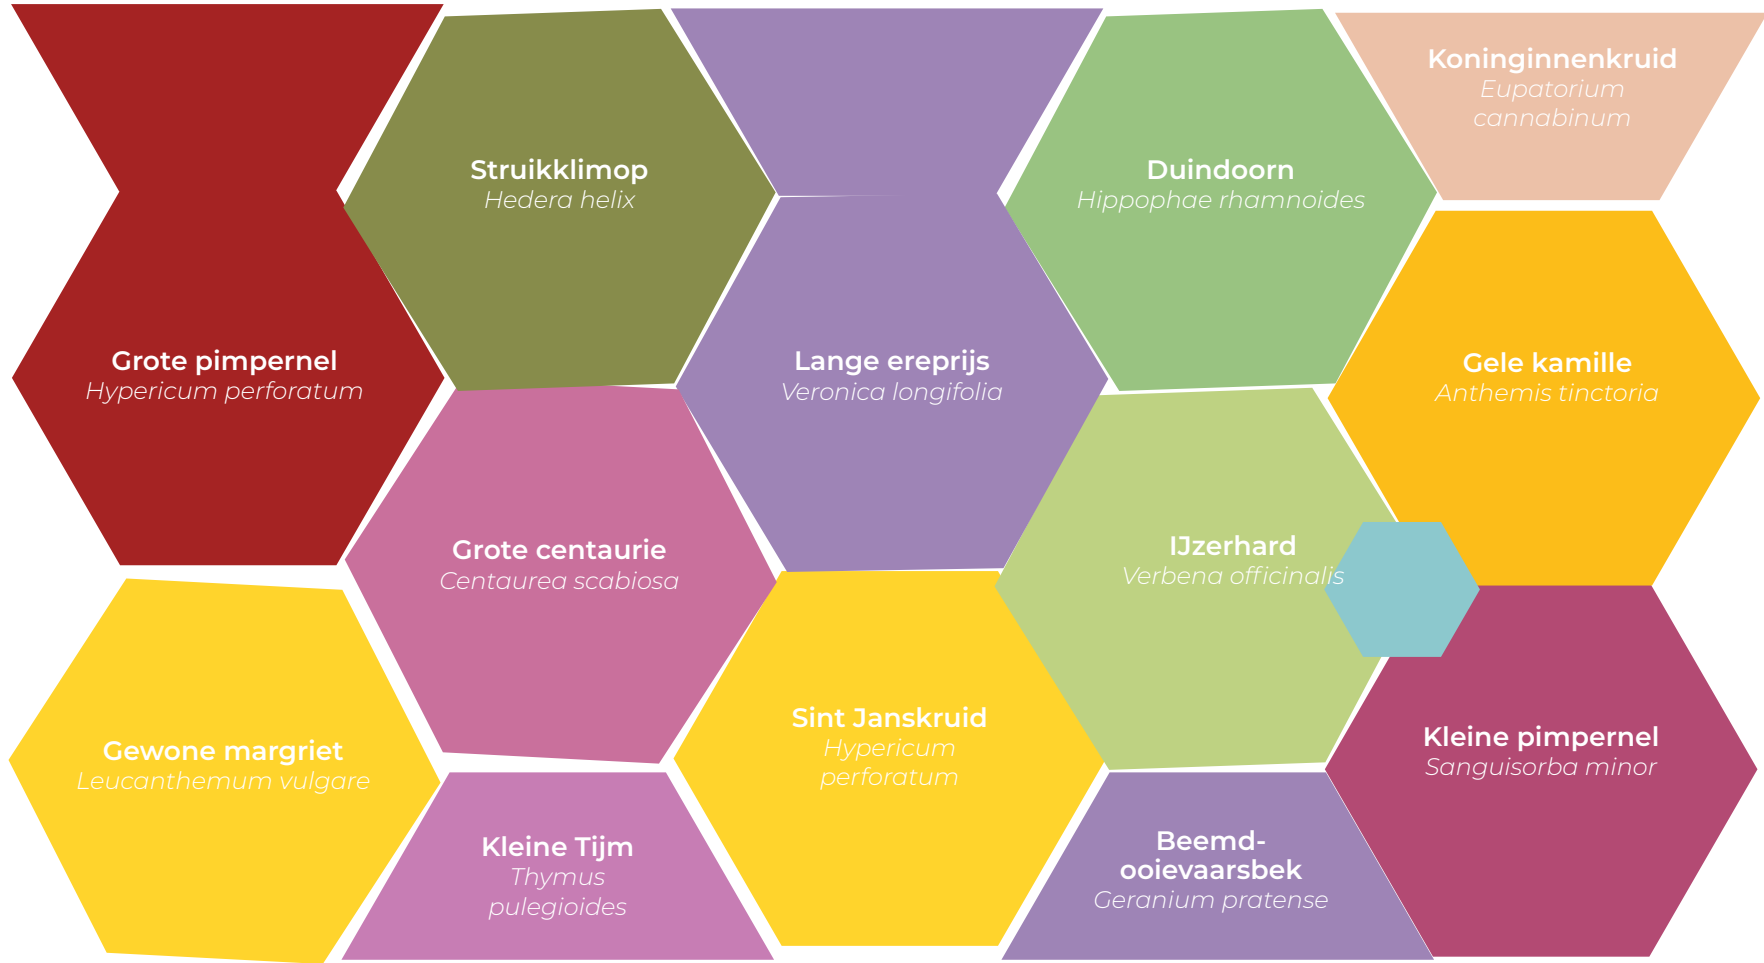 Koninginnenkruid
Eupatorium
cannabinum
Struikklimop
Hedera helix
Duindoorn
Hippophae rhamnoides
Grote pimpernel
Hypericum perforatum
Lange ereprijs
Veronica longifolia
Gele kamille
Anthemis tinctoria
Grote centaurie
Centaurea scabiosa
IJzerhard
Verbena officinalis
Gewone margriet
Leucanthemum vulgare
Sint Janskruid
Hypericum
perforatum
Kleine pimpernel
Sanguisorba minor
Kleine Tijm
Thymus
pulegioides
Beemd-
ooievaarsbek
Geranium pratense